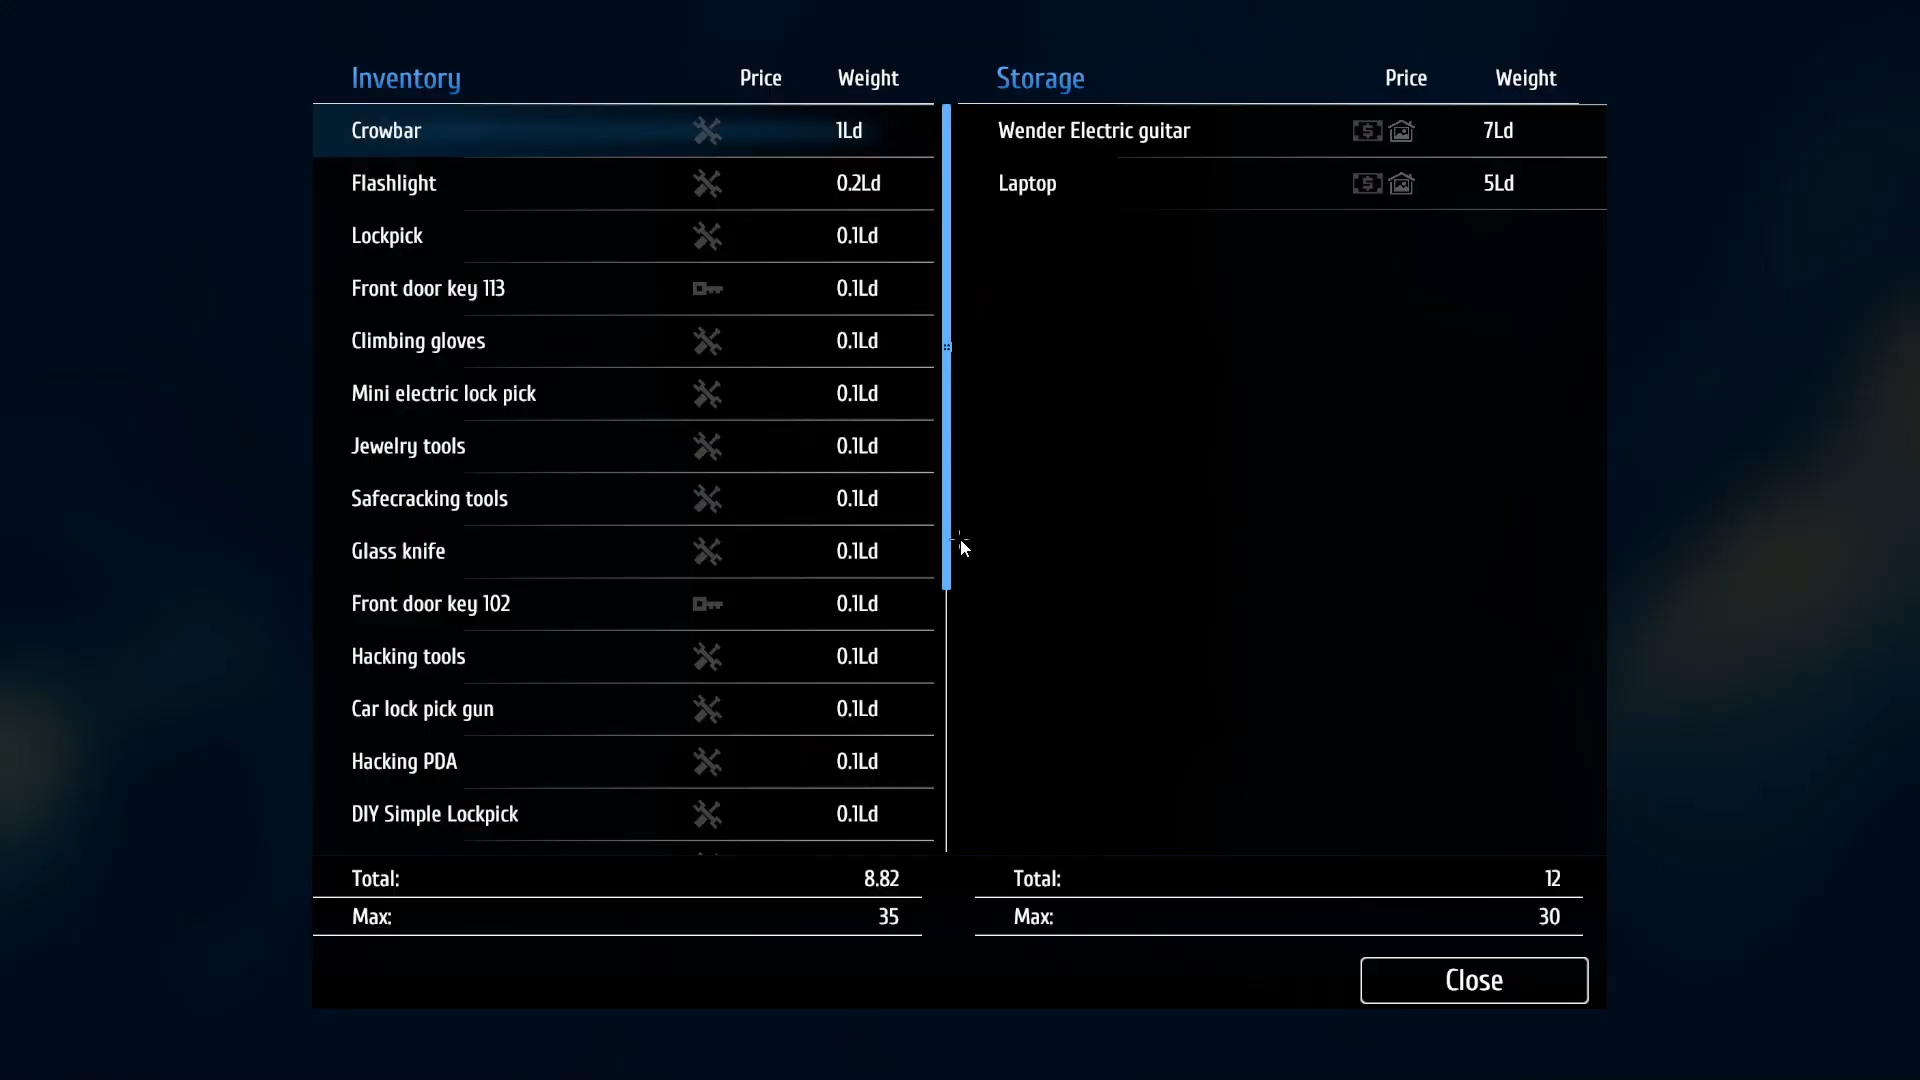 Inventory Price Weight
Crowbar 1Ld
Flashlight 0.2Ld
Lockpick 0.1Ld
Front door key 113 0.1Ld
Climbing gloves 0.1Ld
Mini electric lock pick 0.1Ld
Jewelry tools 0.1Ld
Safecracking tools 0.1Ld
Glass knife 0.1Ld
Front door key 102 0.1Ld
Hacking tools 0.1Ld
Car lock pick gun 0.1Ld
Hacking PDA 0.1Ld
DIY Simple Lockpick 0.1Ld
Total: 8.82
Max: 35
Storage Price Weight
Wender Electric guitar 7Ld
Laptop 5Ld
Total: 12
Max: 30
Close